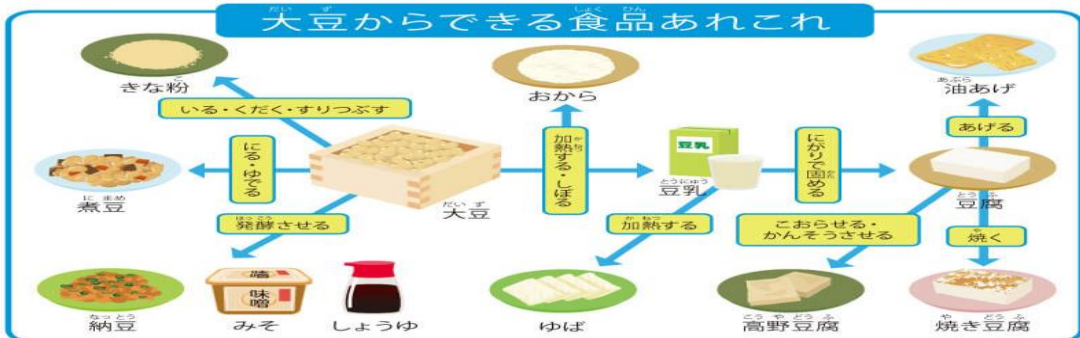 大豆からできる食品あれこれ
きな粉
いる・くだく・すりつぶす
おから
油あげ
あげる
にる・ゆでる
加熱する・しぼる
豆乳
豆乳
にがりで固める
煮豆
大豆
豆腐
発酵させる
加熱する
こおらせる・
かんそうさせる
焼く
納豆
味噌
みそ
しょうゆ
ゆば
高野豆腐
焼き豆腐